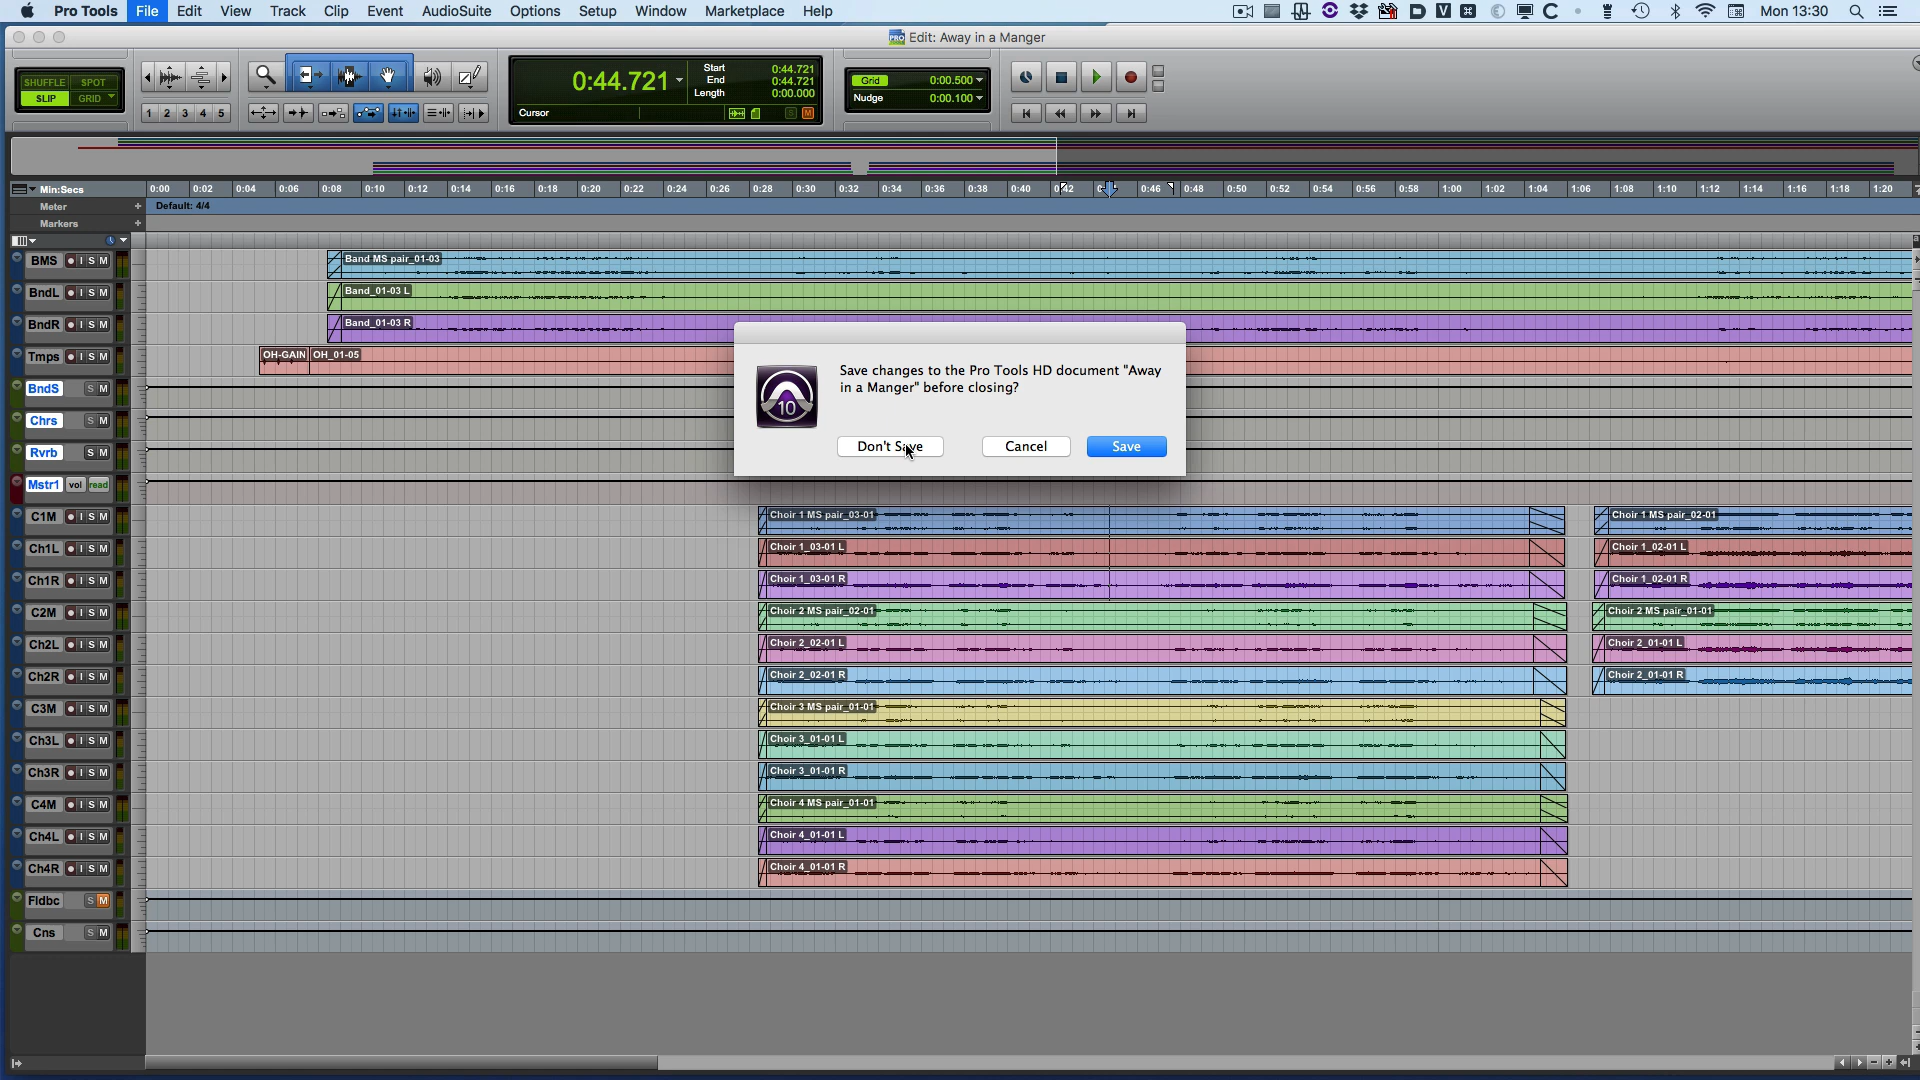 Pro Tools File Edit View Track Clip Event AudioSuite Options Setup Window Marketplace Help Mon 13:30
PRO Edit: Away in a Manger
SHUFFLE SPOT
SLIP GRID
1 2 3 4 5
0:44.721
Start 0:44.721
End 0:44.721
Length 0:00.000
Cursor S M
Grid 0:00.500
Nudge 0:00.100
Min:Secs 0:00 0:02 0:04 0:06 0:08 0:10 0:12 0:14 0:16 0:18 0:20 0:22 0:24 0:26 0:28 0:30 0:32 0:34 0:36 0:38 0:40 0:42 0:46 0:48 0:50 0:52 0:54 0:56 0:58 1:00 1:02 1:04 1:06 1:08 1:10 1:12 1:14 1:16 1:18 1:20
Meter + Default: 4/4
Markers +
BMS I S M Band MS pair_01-03
BndL I S M Band_01-03 L
BndR I S M Band_01-03 R
Tmps I S M OH-GAIN OH_01-05
BndS S M
Chrs S M
Rvrb S M
Mstr1 vol read
Save changes to the Pro Tools HD document "Away
in a Manger" before closing?
10
Don't Save Cancel Save
C1M I S M Choir 1 MS pair_03-01 Choir 1 MS pair_02-01
Ch1L I S M Choir 1_03-01 L Choir 1_02-01 L
Ch1R I S M Choir 1_03-01 R Choir 1_02-01 R
C2M I S M Choir 2 MS pair_02-01 Choir 2 MS pair_01-01
Ch2L I S M Choir 2_02-01 L Choir 2_01-01 L
Ch2R I S M Choir 2_02-01 R Choir 2_01-01 R
C3M I S M Choir 3 MS pair_01-01
Ch3L I S M Choir 3_01-01 L
Ch3R I S M Choir 3_01-01 R
C4M I S M Choir 4 MS pair_01-01
Ch4L I S M Choir 4_01-01 L
Ch4R I S M Choir 4_01-01 R
Fldbc S M
Cns S M